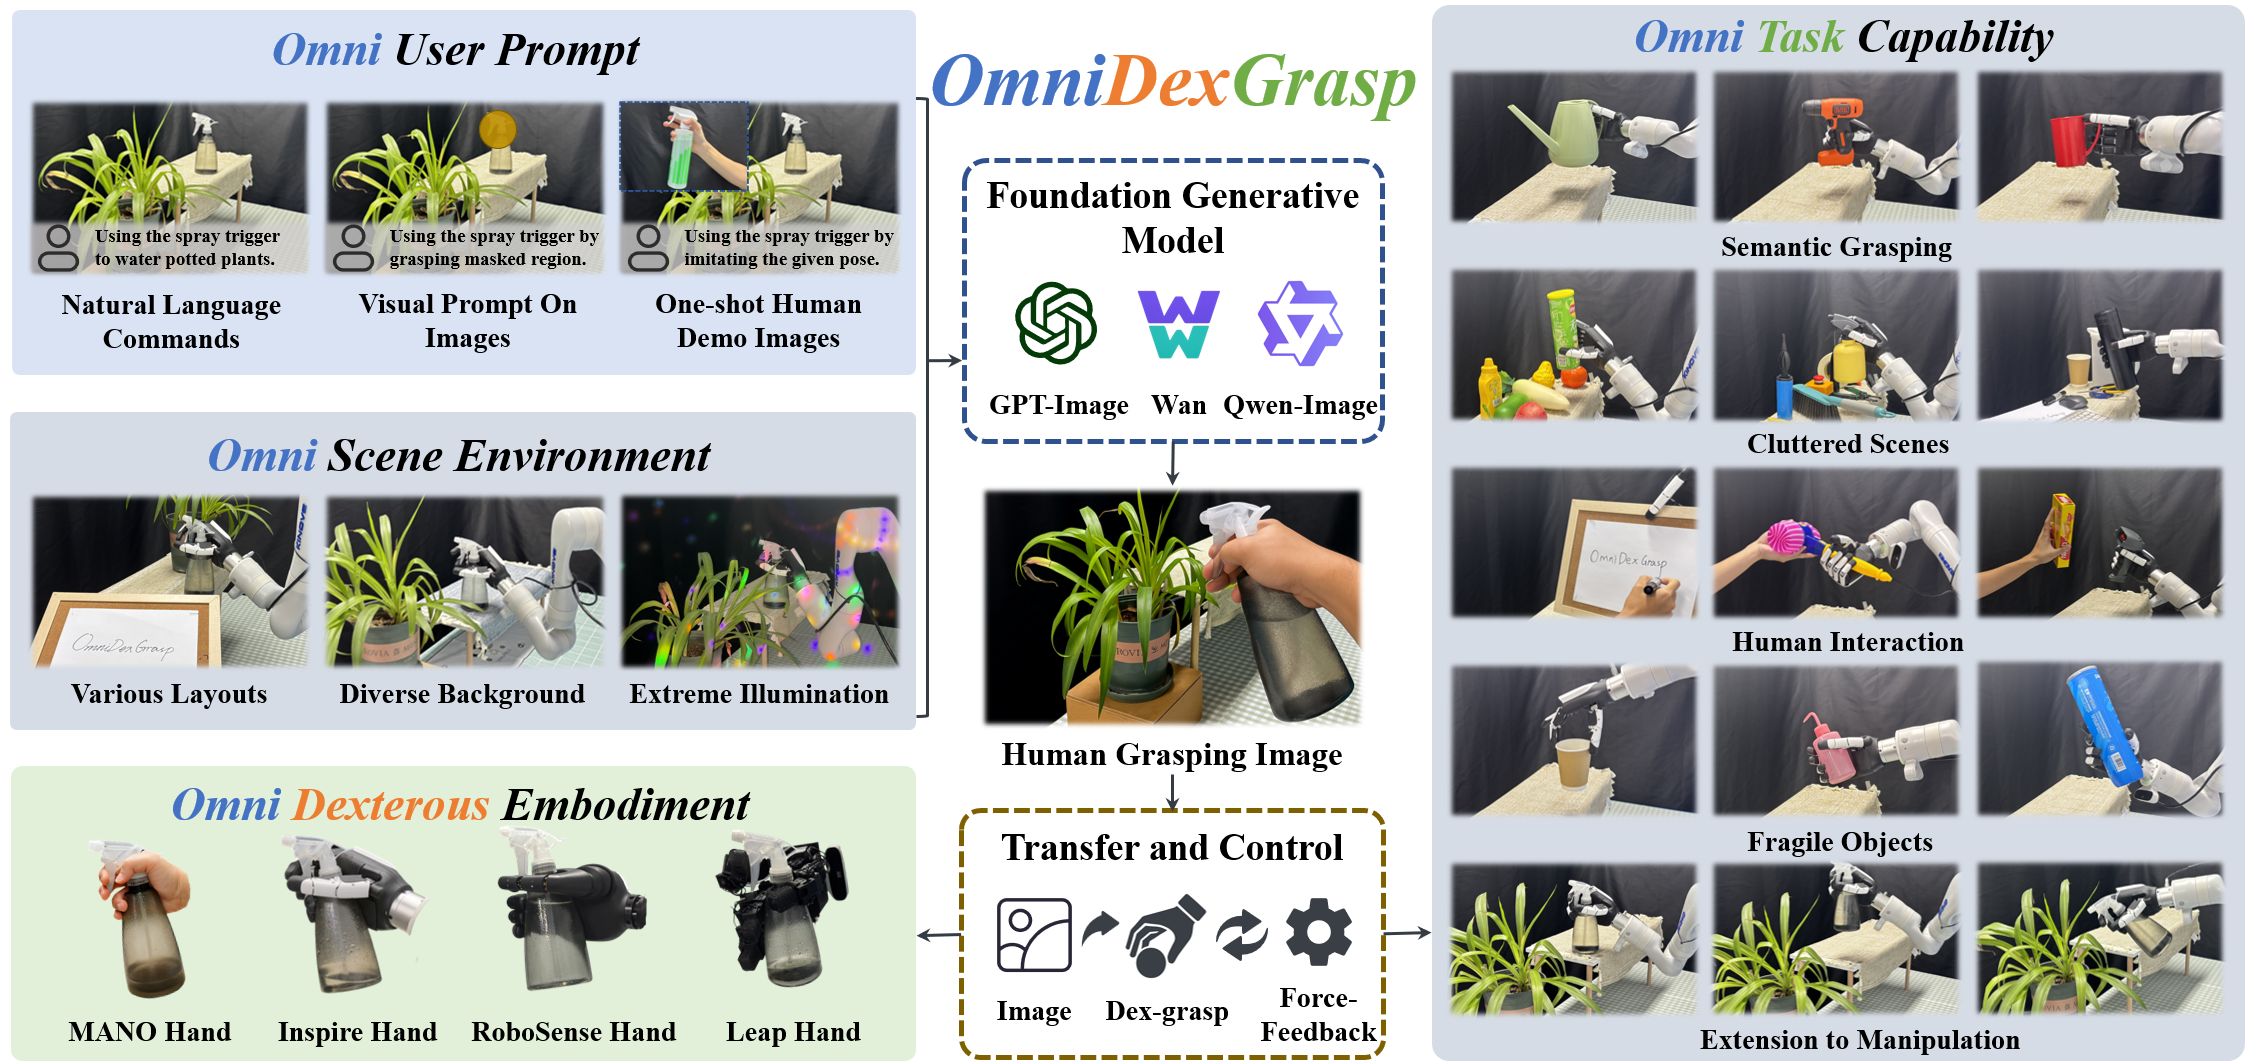 Omni User Prompt
Using the spray trigger
to water potted plants.
Using the spray trigger by
grasping masked region.
Using the spray trigger by
imitating the given pose.
Natural Language
Commands
Visual Prompt On
Images
One-shot Human
Demo Images
Omni Scene Environment
KINOVA
OmniDexGrasp
Various Layouts
Diverse Background
Extreme Illumination
Omni Dexterous Embodiment
MANO Hand
Inspire Hand
RoboSense Hand
Leap Hand
OmniDexGrasp
Foundation Generative
Model
GPT-Image
Wan
Qwen-Image
Human Grasping Image
Transfer and Control
Image
Dex-grasp
Force-
Feedback
Omni Task Capability
Semantic Grasping
Cluttered Scenes
OmniDexGrasp
Human Interaction
Fragile Objects
Extension to Manipulation